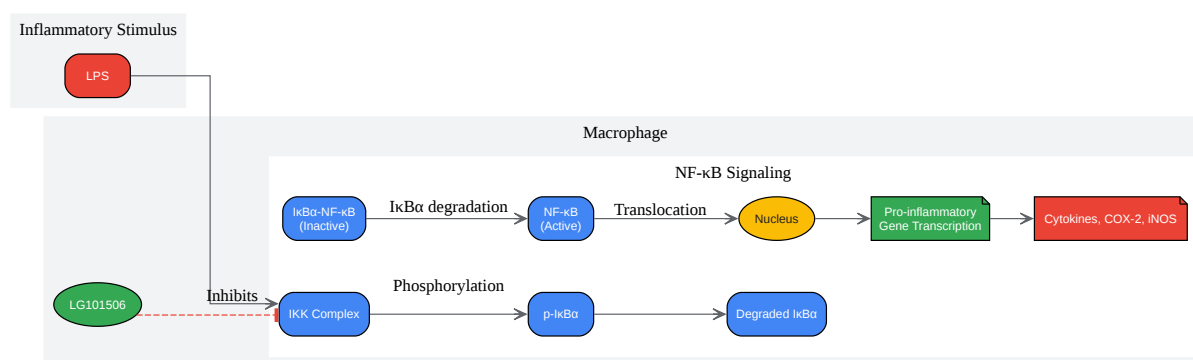 Inflammatory Stimulus
LPS
Macrophage
NF-κB Signaling
IκBα-NF-κB
(Inactive)
IκBα degradation
NF-κB
(Active)
Translocation
Nucleus
Pro-inflammatory
Gene Transcription
Cytokines, COX-2, iNOS
LG101506
Inhibits
IKK Complex
Phosphorylation
p-IκBα
Degraded IκBα